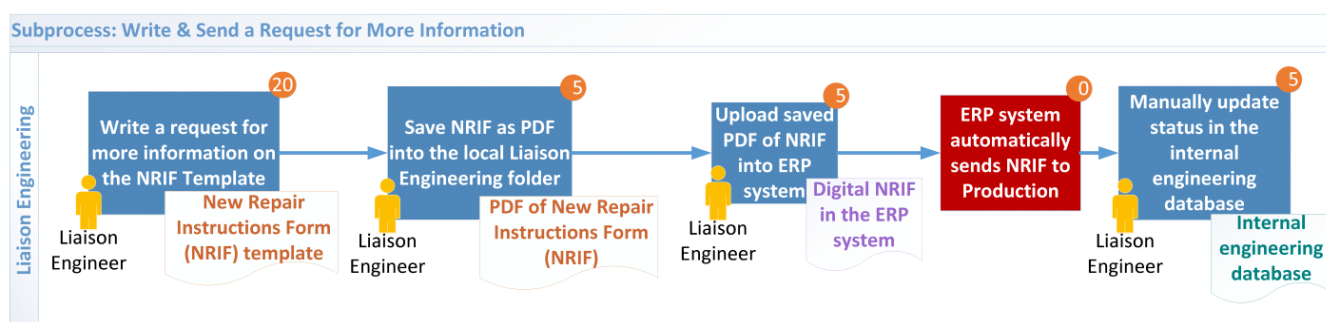 Subprocess: Write & Send a Request for More Information
Liaison Engineering
20
Write a request for
more information on
the NRIF Template
New Repair
Instructions Form
(NRIF) template
Liaison
Engineer
5
Save NRIF as PDF
into the local Liaison
Engineering folder
PDF of New Repair
Instructions Form
(NRIF)
Liaison
Engineer
5
Upload saved
PDF of NRIF
into ERP
system
Digital NRIF
in the ERP
system
Liaison
Engineer
0
ERP system
automatically
sends NRIF to
Production
5
Manually update
status in the
internal
engineering
database
Internal
engineering
database
Liaison
Engineer